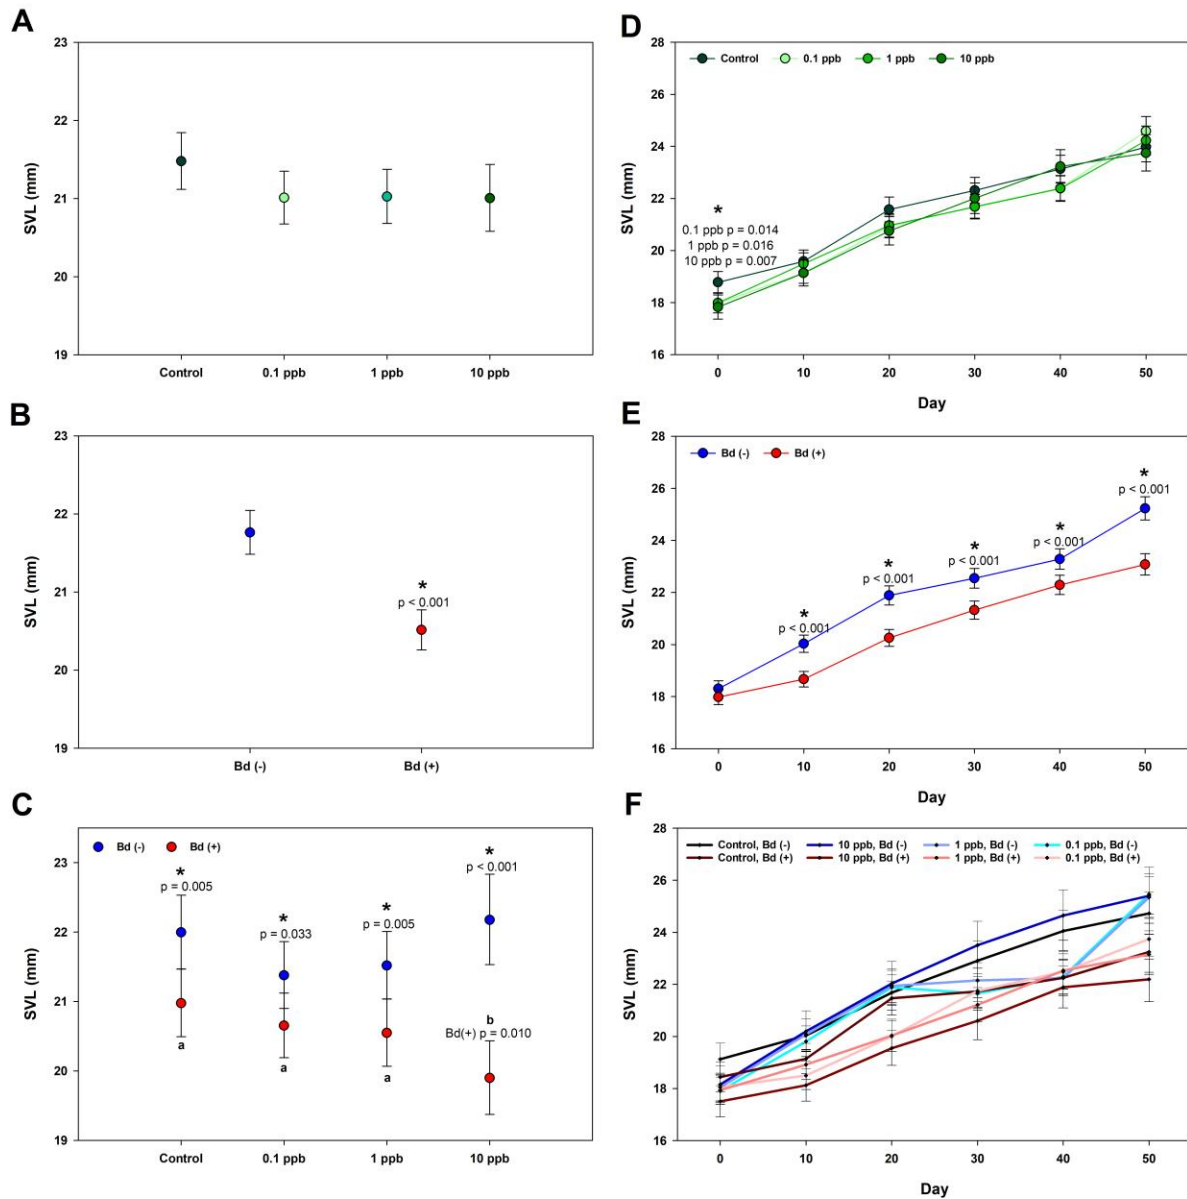 A
23
22
21
20
19
SVL (mm)
Control 0.1 ppb 1 ppb 10 ppb
B
23
22
21
20
19
SVL (mm)
*
p < 0.001
Bd (-) Bd (+)
C
Bd (-) Bd (+)
23
22
21
20
19
SVL (mm)
*
p = 0.005
*
p = 0.033
*
p = 0.005
*
p < 0.001
a
a
a
b
Bd(+) p = 0.010
Control 0.1 ppb 1 ppb 10 ppb
D
Control 0.1 ppb 1 ppb 10 ppb
28
26
24
22
20
18
16
SVL (mm)
*
0.1 ppb p = 0.014
1 ppb p = 0.016
10 ppb p = 0.007
0 10 20 30 40 50
Day
E
Bd (-) Bd (+)
28
26
24
22
20
18
16
SVL (mm)
*
p < 0.001
*
p < 0.001
*
p < 0.001
*
p < 0.001
*
p < 0.001
0 10 20 30 40 50
Day
F
Control, Bd (-) 10 ppb, Bd (-) 1 ppb, Bd (-) 0.1 ppb, Bd (-)
Control, Bd (+) 10 ppb, Bd (+) 1 ppb, Bd (+) 0.1 ppb, Bd (+)
28
26
24
22
20
18
16
SVL (mm)
0 10 20 30 40 50
Day